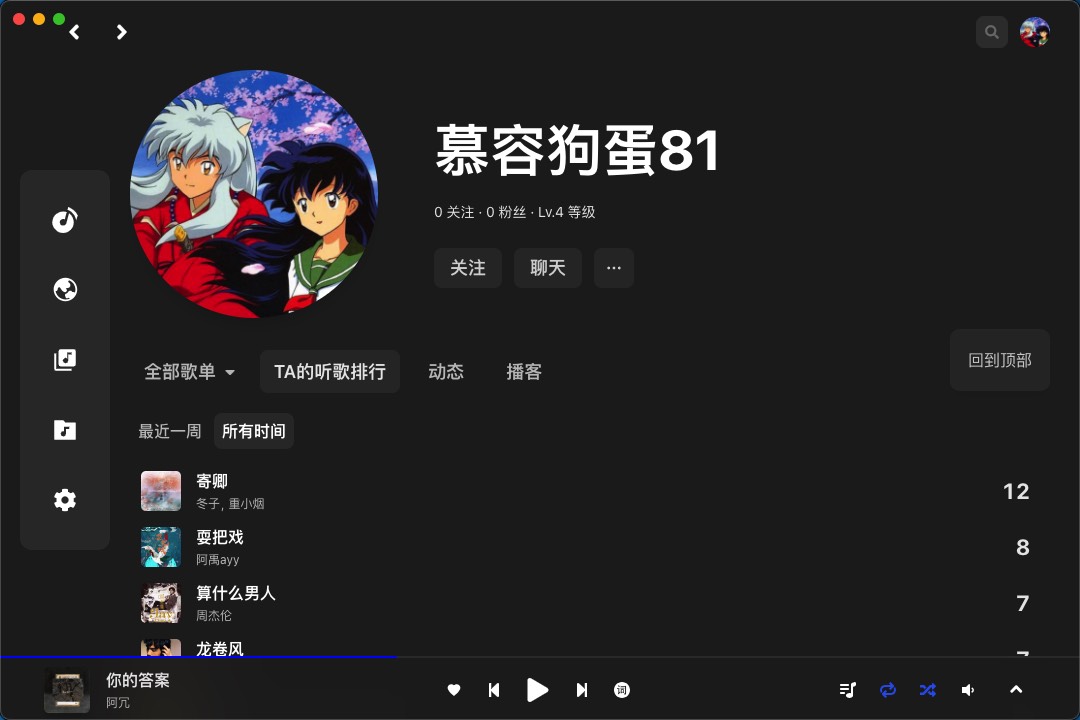 慕容狗蛋81
0 关注 · 0 粉丝 · Lv.4 等级
关注
聊天
···
回到顶部
全部歌单
TA的听歌排行
动态
播客
最近一周
所有时间
寄卿
12
冬子, 重小烟
耍把戏
8
阿禹ayy
算什么男人
7
周杰伦
龙卷风
你的答案
阿冗
词